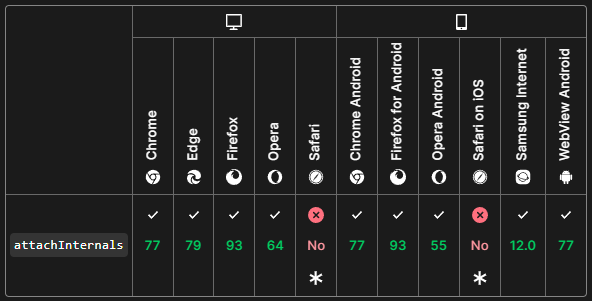 Chrome
Edge
Firefox
Opera
Safari
Chrome Android
Firefox for Android
Opera Android
Safari on iOS
Samsung Internet
WebView Android
attachInternals 77 79 93 64 No 77 93 55 No 12.0 77
* *